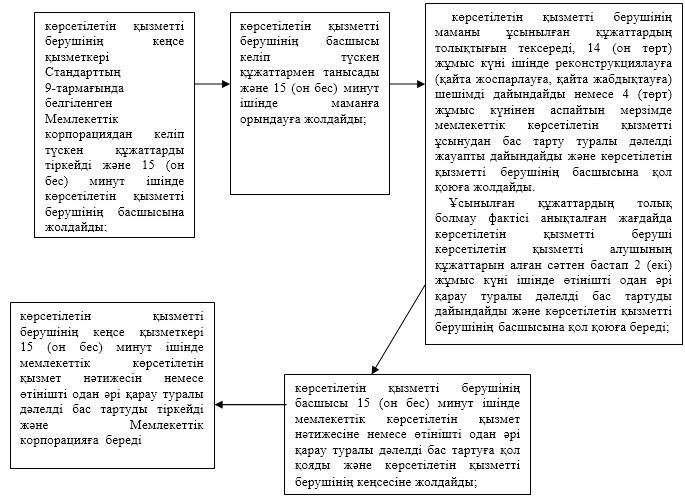 көрсетілетін қызметті
берушінің кеңсе
қызметкері
Стандарттың
9-тармағында
белгіленген
Мемлекеттік
корпорациядан келіп
түскен құжаттарды
тіркейді және 15 (он
бес) минут ішінде
көрсетілетін қызметті
берушінің басшысына
жолдайды;
көрсетілетін қызметті
берушінің басшысы
келіп түскен
құжаттармен танысады
және 15 (он бес) минут
ішінде маманға
орындауға жолдайды;
көрсетілетін қызметті берушінің
маманы ұсынылған құжаттардың
толықтығын тексереді, 14 (он төрт)
жұмыс күні ішінде реконструкциялауға
(қайта жоспарлауға, қайта жабдықтауға)
шешімді дайындайды немесе 4 (төрт)
жұмыс күнінен аспайтын мерзімде
мемлекеттік көрсетілетін қызметті
ұсынудан бас тарту туралы дәлелді
жауапты дайындайды және көрсетілетін
қызметті берушінің басшысына қол
қоюға жолдайды.
Ұсынылған құжаттардың толық
болмау фактісі анықталған жағдайда
көрсетілетін қызметті беруші
көрсетілетін қызметті алушының
құжаттарын алған сәттен бастап 2 (екі)
жұмыс күні ішінде өтінішті одан әрі
қарау туралы дәлелді бас тартуды
дайындайды және көрсетілетін қызметті
берушінің басшысына қол қоюға береді;
көрсетілетін қызметті берушінің
басшысы 15 (он бес) минут ішінде
мемлекеттік көрсетілетін қызмет
нәтижесіне немесе өтінішті одан әрі
қарау туралы дәлелді бас тартуға қол
қояды және көрсетілетін қызметті
берушінің кеңсесіне жолдайды;
көрсетілетін қызметті
берушінің кеңсе қызметкері
15 (он бес) минут ішінде
мемлекеттік көрсетілетін
қызмет нәтижесін немесе
өтінішті одан әрі қарау туралы
дәлелді бас тартуды тіркейді
және Мемлекеттік
корпорацияға береді